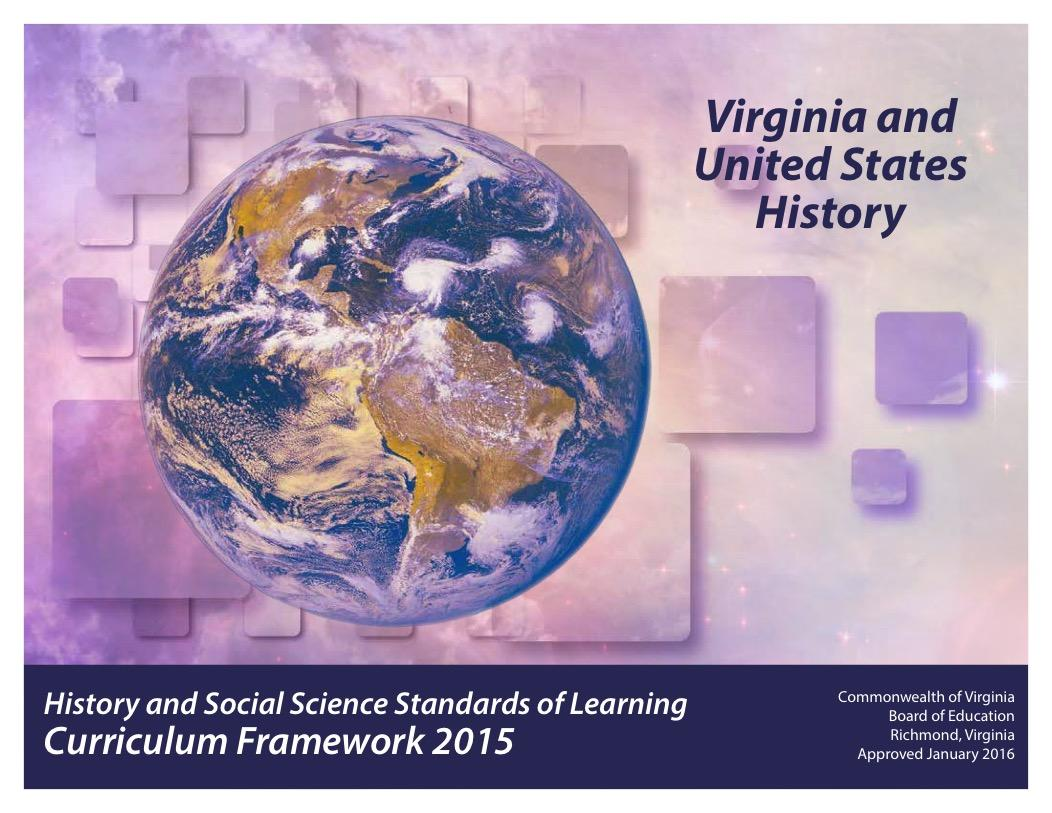 Virginia and
United States
History
History and Social Science Standards of Learning
Curriculum Framework 2015
Commonwealth of Virginia
Board of Education
Richmond, Virginia
Approved January 2016